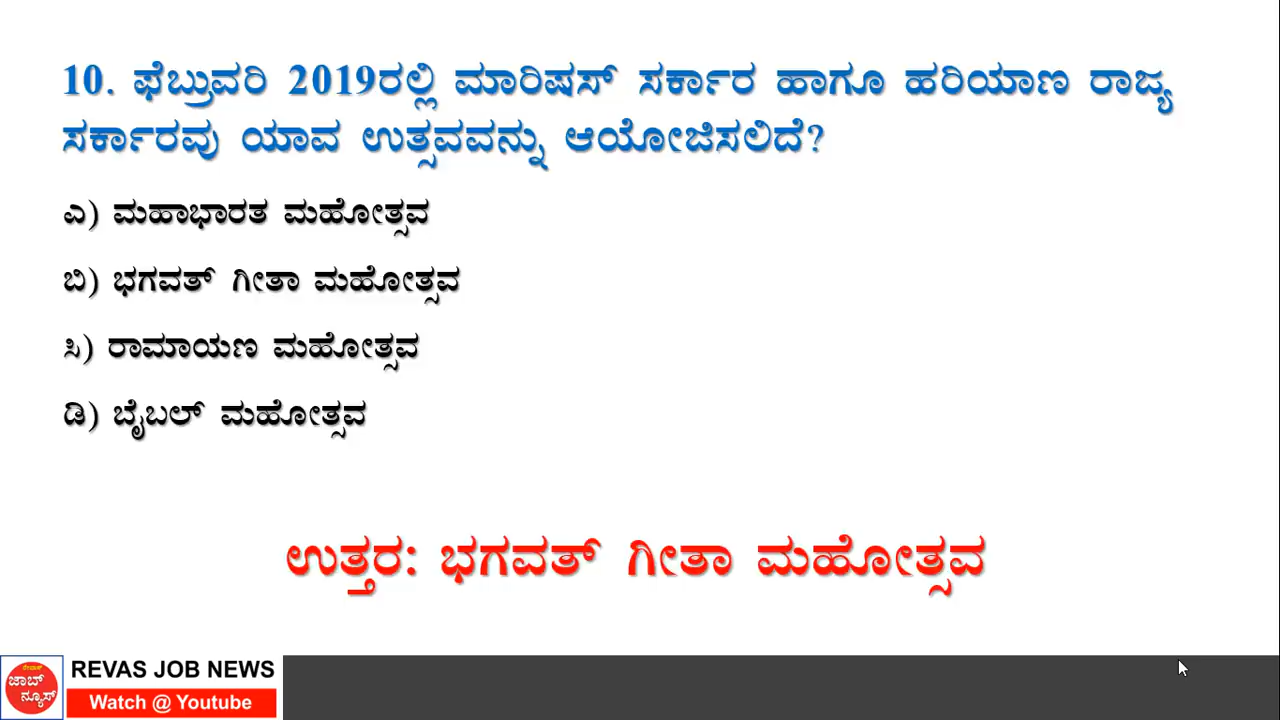 10. ಫೆಬ್ರುವರಿ 2019ರಲ್ಲಿ ಮಾರಿಷಸ್ ಸರ್ಕಾರ ಹಾಗೂ ಹರಿಯಾಣ ರಾಜ್ಯ
ಸರ್ಕಾರವು ಯಾವ ಉತ್ಸವವನ್ನು ಆಯೋಜಿಸಲಿದೆ?
ಎ) ಮಹಾಭಾರತ ಮಹೋತ್ಸವ
ಬಿ) ಭಗವತ್ ಗೀತಾ ಮಹೋತ್ಸವ
ಸಿ) ರಾಮಾಯಣ ಮಹೋತ್ಸವ
ಡಿ) ಬೈಬಲ್ ಮಹೋತ್ಸವ
ಉತ್ತರ: ಭಗವತ್ ಗೀತಾ ಮಹೋತ್ಸವ
ರೇವಾಸ್
ಜಾಬ್
ನ್ಯೂಸ್
REVAS JOB NEWS
Watch @ Youtube